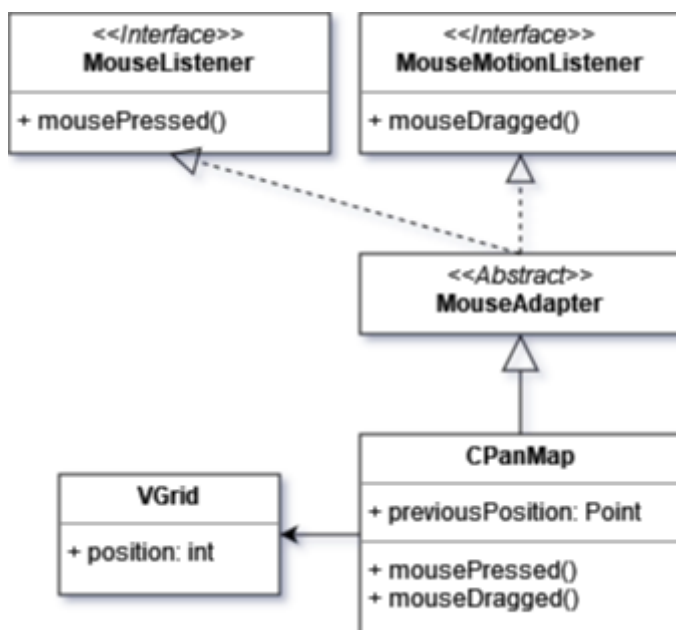 <<Interface>>
MouseListener
+ mousePressed()
<<Interface>>
MouseMotionListener
+ mouseDragged()
<<Abstract>>
MouseAdapter
CPanMap
+ previousPosition: Point
+ mousePressed()
+ mouseDragged()
VGrid
+ position: int